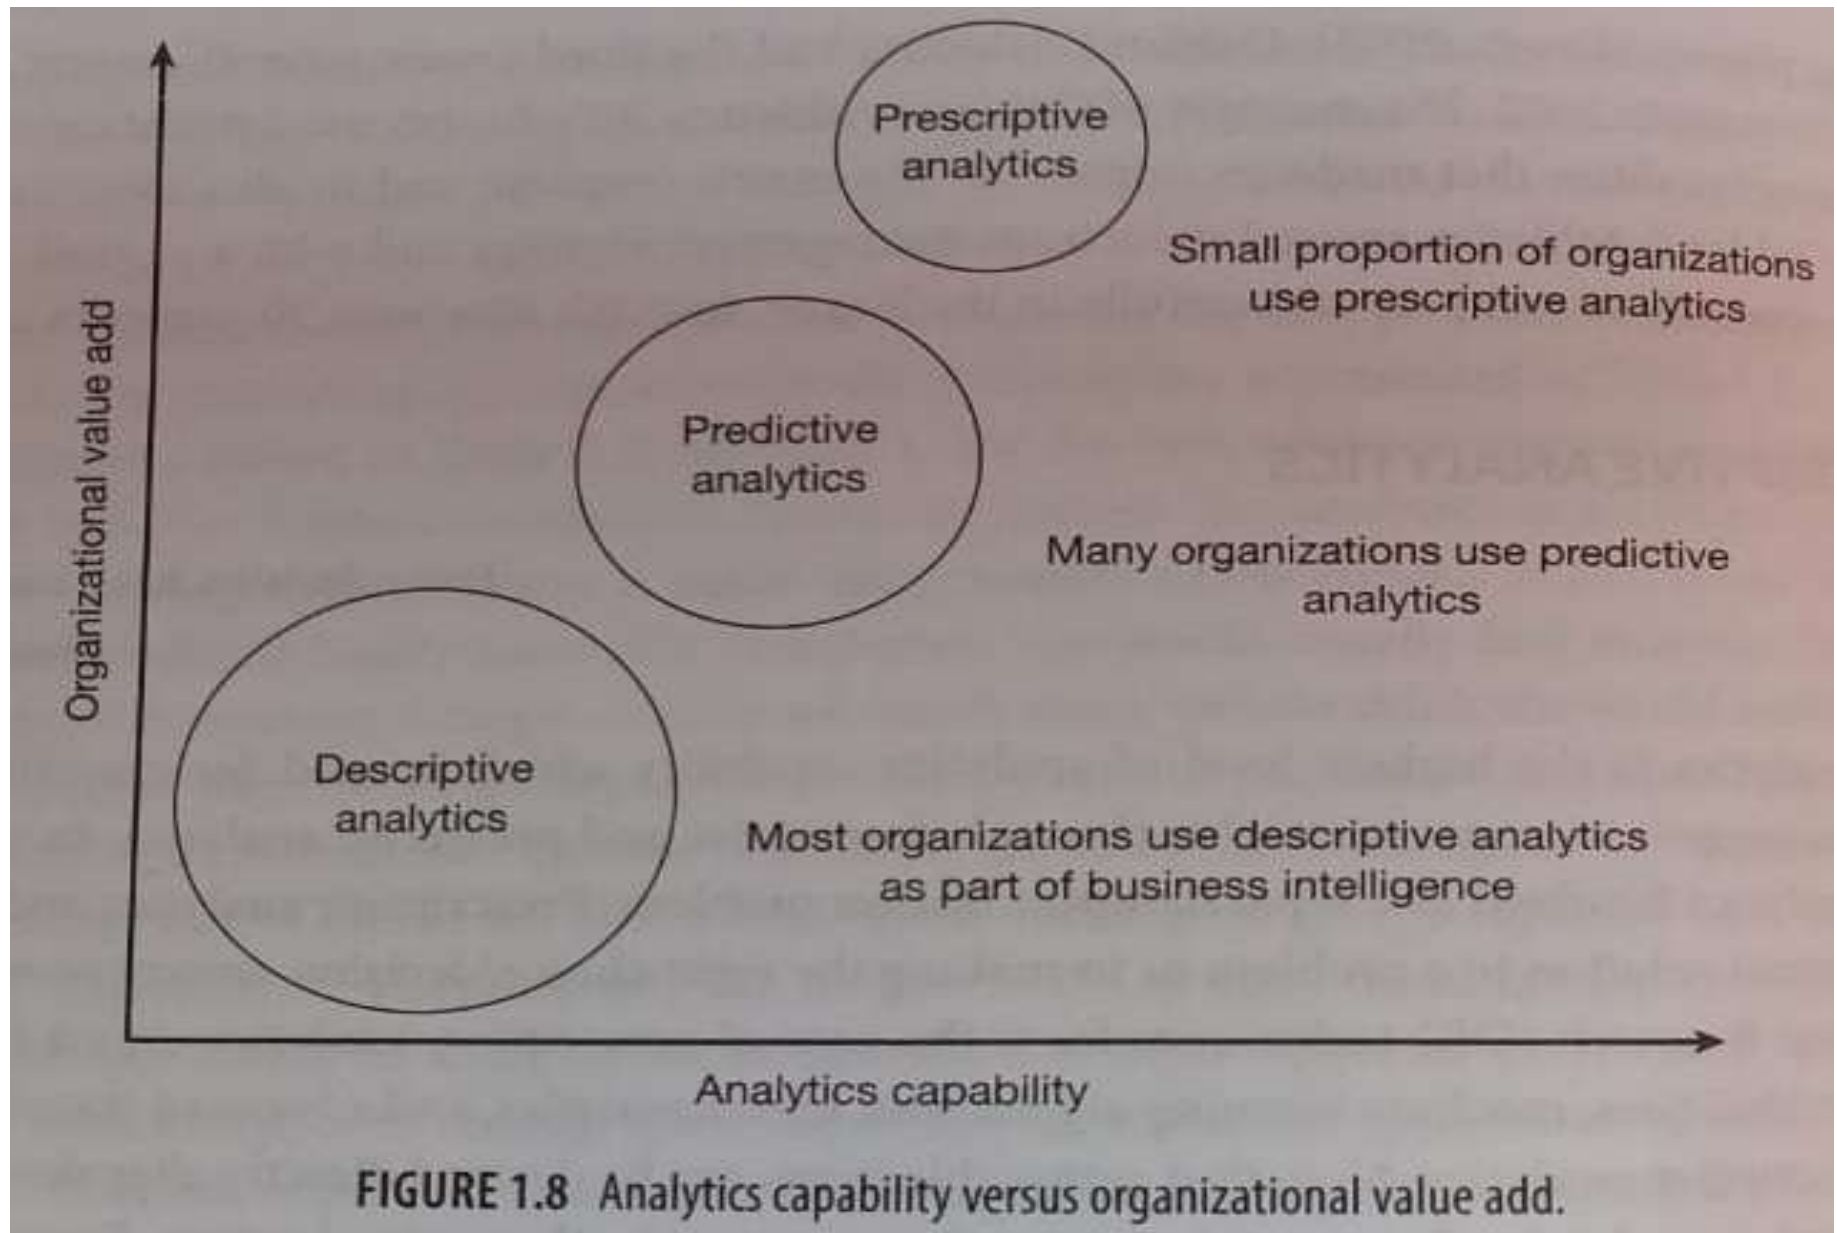 Prescriptive
analytics
Small proportion of organizations
use prescriptive analytics
Organizational value add
Predictive
analytics
Many organizations use predictive
analytics
Descriptive
analytics
Most organizations use descriptive analytics
as part of business intelligence
Analytics capability
FIGURE 1.8 Analytics capability versus organizational value add.